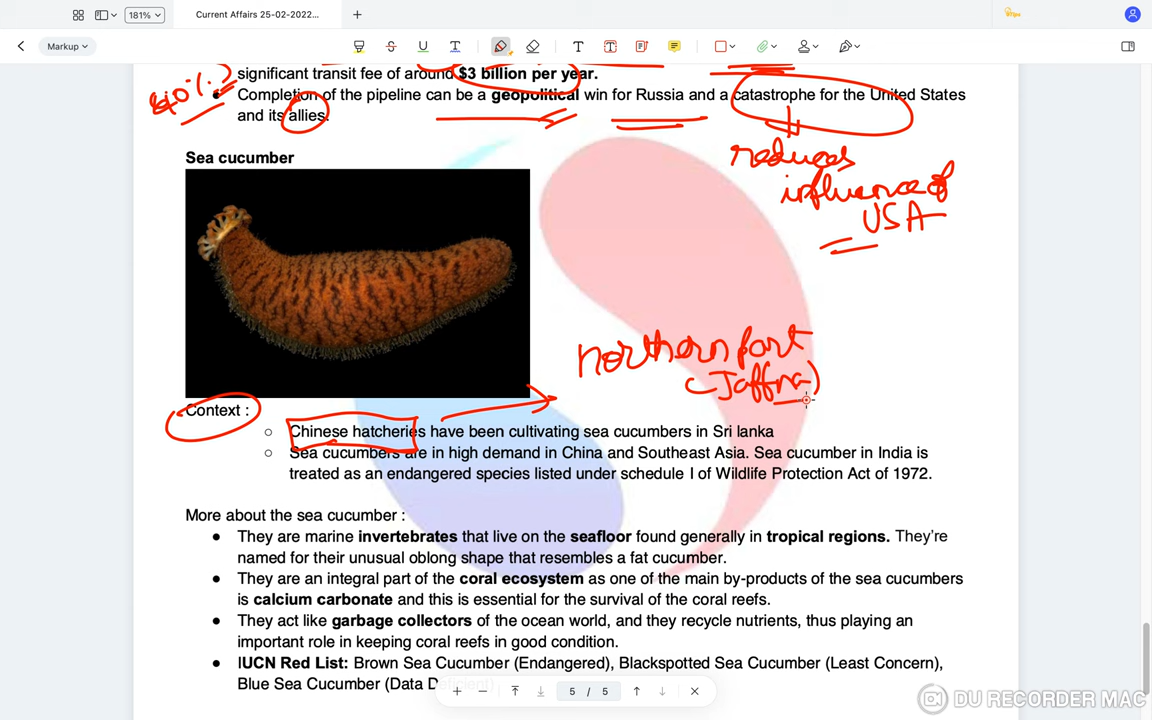 181%
Current Affairs 25-02-2022...
Markup
significant transit fee of around $3 billion per year.
40%
Completion of the pipeline can be a geopolitical win for Russia and a catastrophe for the United States
and its allies.
reduces
influence of
USA
Sea cucumber
northern part
(Jaffna)
Context :
Chinese hatcheries have been cultivating sea cucumbers in Sri lanka
Sea cucumbers are in high demand in China and Southeast Asia. Sea cucumber in India is
treated as an endangered species listed under schedule I of Wildlife Protection Act of 1972.
More about the sea cucumber :
They are marine invertebrates that live on the seafloor found generally in tropical regions. They're
named for their unusual oblong shape that resembles a fat cucumber.
They are an integral part of the coral ecosystem as one of the main by-products of the sea cucumbers
is calcium carbonate and this is essential for the survival of the coral reefs.
They act like garbage collectors of the ocean world, and they recycle nutrients, thus playing an
important role in keeping coral reefs in good condition.
IUCN Red List: Brown Sea Cucumber (Endangered), Blackspotted Sea Cucumber (Least Concern),
Blue Sea Cucumber (Data Deficient)
5 / 5
DU RECORDER MAC